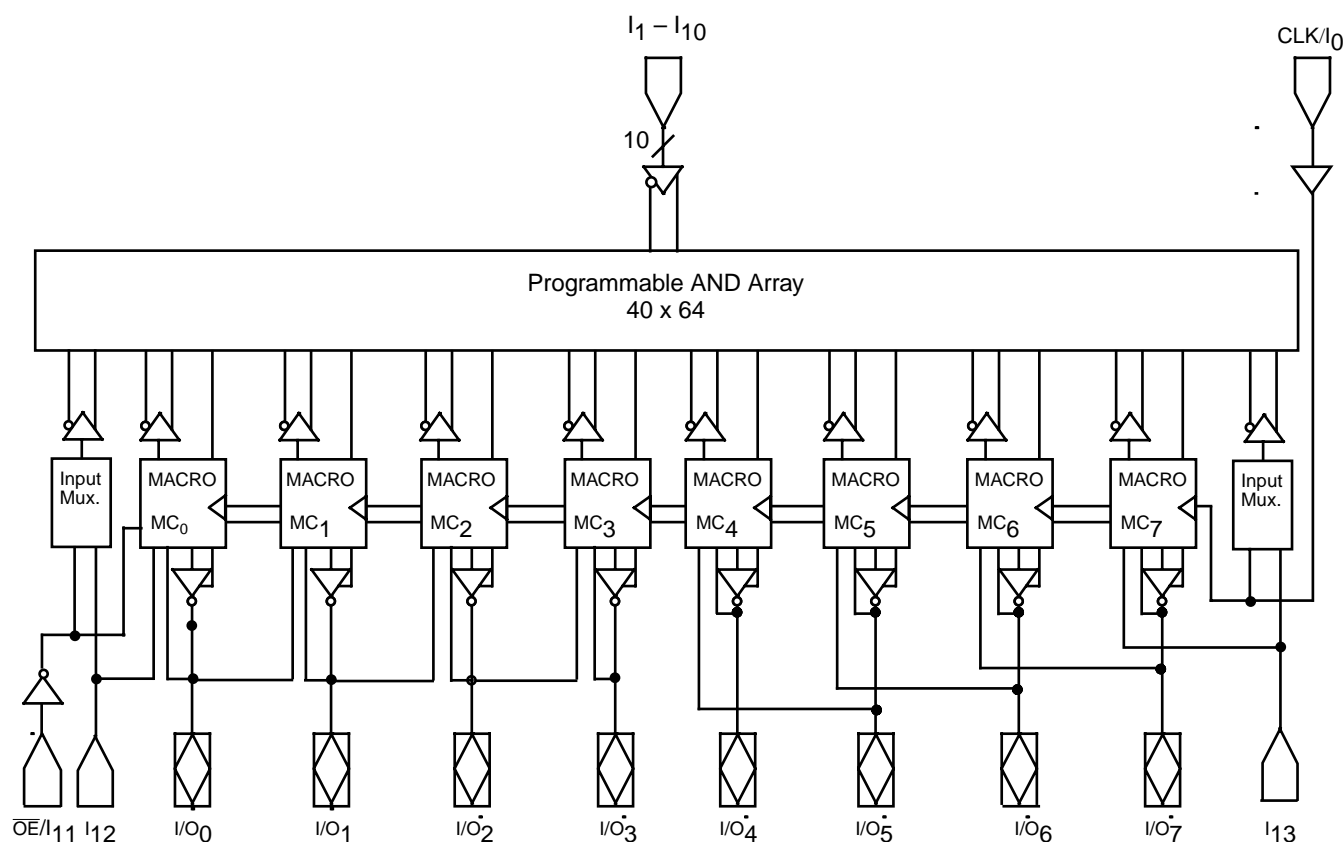 I1 – I10
CLK/I0
10
Programmable AND Array
40 x 64
Input
Mux.
MACRO
MC0
MACRO
MC1
MACRO
MC2
MACRO
MC3
MACRO
MC4
MACRO
MC5
MACRO
MC6
MACRO
MC7
Input
Mux.
OE/I11
I12
I/O0
I/O1
I/O2
I/O3
I/O4
I/O5
I/O6
I/O7
I13